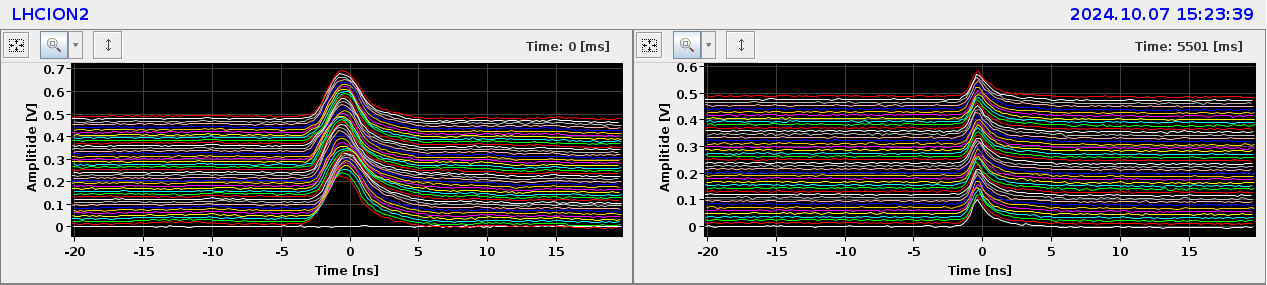 LHCION2
2024.10.07 15:23:39
Time: 0 [ms]
Amplitide [V]
0.7
0.6
0.5
0.4
0.3
0.2
0.1
0
-20 -15 -10 -5 0 5 10 15
Time [ns]
Time: 5501 [ms]
Amplitide [V]
0.6
0.5
0.4
0.3
0.2
0.1
0
-20 -15 -10 -5 0 5 10 15
Time [ns]